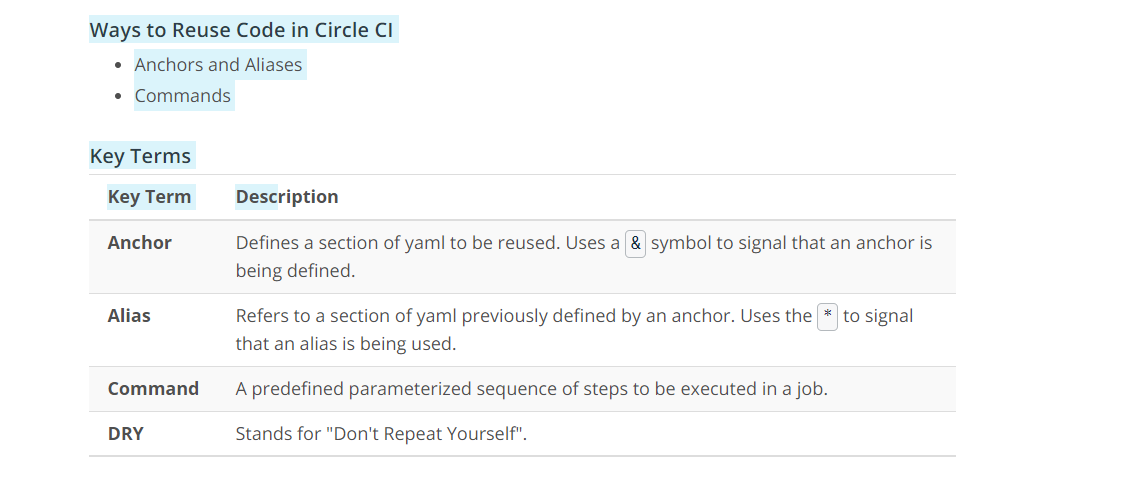 Ways to Reuse Code in Circle CI
• Anchors and Aliases
• Commands
Key Terms
Key Term Description
Anchor Defines a section of yaml to be reused. Uses a & symbol to signal that an anchor is
being defined.
Alias Refers to a section of yaml previously defined by an anchor. Uses the * to signal
that an alias is being used.
Command A predefined parameterized sequence of steps to be executed in a job.
DRY Stands for "Don't Repeat Yourself".